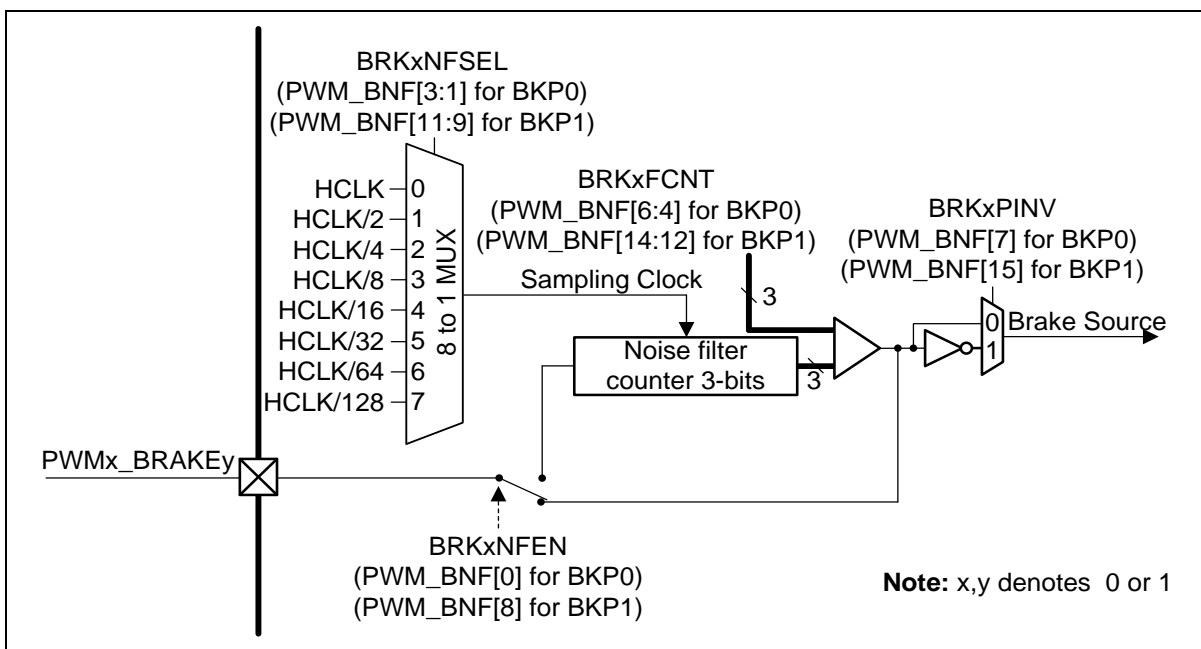 BRKxNFSEL
(PWM_BNF[3:1] for BKP0)
(PWM_BNF[11:9] for BKP1)
HCLK 0
HCLK/2 1
HCLK/4 2
HCLK/8 3
HCLK/16 4
HCLK/32 5
HCLK/64 6
HCLK/128 7
8 to 1 MUX
BRKxFCNT
(PWM_BNF[6:4] for BKP0)
(PWM_BNF[14:12] for BKP1)
BRKxPINV
(PWM_BNF[7] for BKP0)
(PWM_BNF[15] for BKP1)
Sampling Clock
3
Noise filter
counter 3-bits
3
0
1
Brake Source
PWMx_BRAKEy
BRKxNFEN
(PWM_BNF[0] for BKP0)
(PWM_BNF[8] for BKP1)
Note: x,y denotes 0 or 1